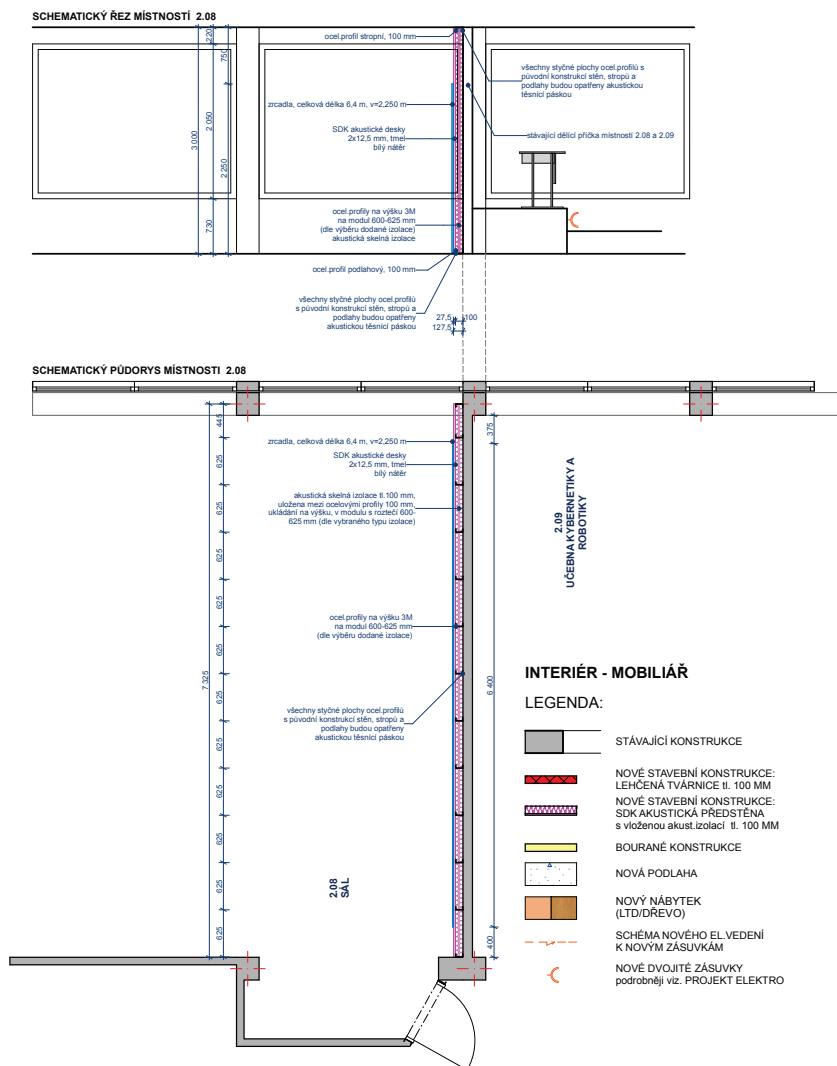 SCHEMATICKÝ ŘEZ MÍSTNOSTÍ 2.08
220
750
2 050
3 000
2 250
730
ocel.profil stropní, 100 mm
všechny styčné plochy ocel.profilů s
původní konstrukcí stěn, stropů a
podlahy budou opatřeny akustickou
těsnící páskou
zrcadla, celková délka 6,4 m, v=2,250 m
SDK akustické desky
2x12,5 mm, tmel
bílý nátěr
stávající dělící příčka místností 2.08 a 2.09
ocel.profily na výšku 3M
na modul 600-625 mm
(dle výběru dodané izolace)
akustická skelná izolace
ocel.profil podlahový, 100 mm
všechny styčné plochy ocel.profilů
s původní konstrukcí stěn, stropů a
podlahy budou opatřeny
akustickou těsnící páskou
27,5
100
127,5
SCHEMATICKÝ PŮDORYS MÍSTNOSTI 2.08
445
625
625
625
625
625
625
625
625
625
625
625
7 325
375
6 400
400
zrcadla, celková délka 6,4 m, v=2,250 m
SDK akustické desky
2x12,5 mm, tmel
bílý nátěr
akustická skelná izolace tl.100 mm,
uložena mezi ocelovými profily 100 mm,
ukládání na výšku, v modulu s roztečí 600-
625 mm (dle vybraného typu izolace)
ocel.profily na výšku 3M
na modul 600-625 mm
(dle výběru dodané izolace)
všechny styčné plochy ocel.profilů
s původní konstrukcí stěn, stropů a
podlahy budou opatřeny
akustickou těsnící páskou
2.09
UČEBNA KYBERNETIKY A
ROBOTIKY
2.08
SÁL
INTERIÉR - MOBILIÁŘ
LEGENDA:
STÁVAJÍCÍ KONSTRUKCE
NOVÉ STAVEBNÍ KONSTRUKCE:
LEHČENÁ TVÁRNICE tl. 100 MM
NOVÉ STAVEBNÍ KONSTRUKCE:
SDK AKUSTICKÁ PŘEDSTĚNA
s vloženou akust.izolací tl. 100 MM
BOURANÉ KONSTRUKCE
NOVÁ PODLAHA
NOVÝ NÁBYTEK
(LTD/DŘEVO)
SCHÉMA NOVÉHO EL.VEDENÍ
K NOVÝM ZÁSUVKÁM
NOVÉ DVOJITÉ ZÁSUVKY
podrobněji viz. PROJEKT ELEKTRO